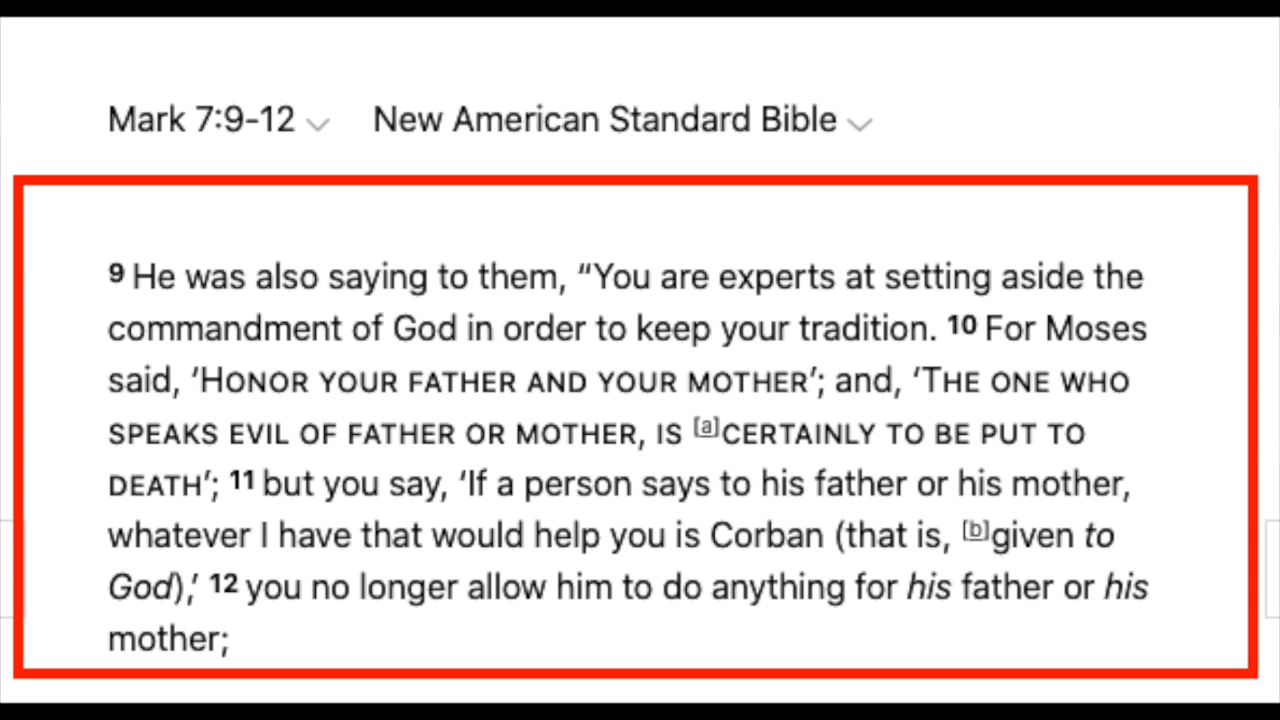 Mark 7:9-12 New American Standard Bible
9 He was also saying to them, “You are experts at setting aside the
commandment of God in order to keep your tradition. 10 For Moses
said, ‘HONOR YOUR FATHER AND YOUR MOTHER’; and, ‘THE ONE WHO
SPEAKS EVIL OF FATHER OR MOTHER, IS [a]CERTAINLY TO BE PUT TO
DEATH’; 11 but you say, ‘If a person says to his father or his mother,
whatever I have that would help you is Corban (that is, [b]given to
God),’ 12 you no longer allow him to do anything for his father or his
mother;